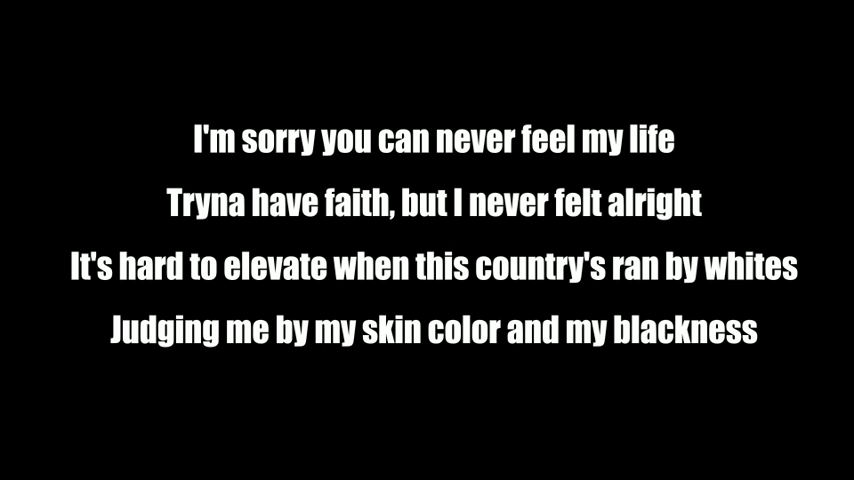 I'm sorry you can never feel my life
Tryna have faith, but I never felt alright
It's hard to elevate when this country's ran by whites
Judging me by my skin color and my blackness